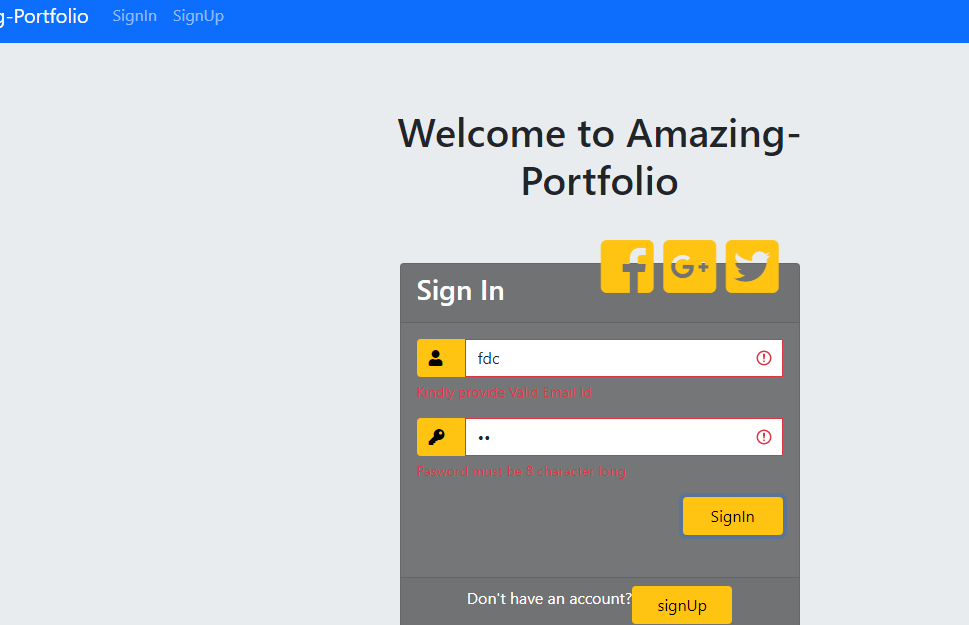 g-Portfolio SignIn SignUp
Welcome to Amazing-
Portfolio
Sign In
fdc
Kindly provide Valid Email Id
Pasword must be 8 character long
SignIn
Don't have an account? signUp